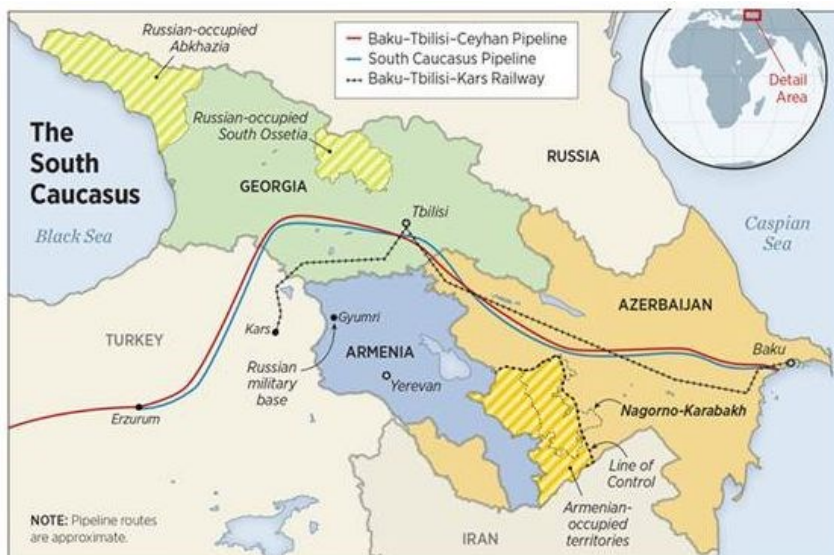 Russian-occupied
Abkhazia
Baku–Tbilisi–Ceyhan Pipeline
South Caucasus Pipeline
Baku–Tbilisi–Kars Railway
Detail
Area
The
South
Caucasus
Russian-occupied
South Ossetia
RUSSIA
GEORGIA
Tbilisi
Black Sea
Caspian
Sea
AZERBAIJAN
TURKEY
Kars
Gyumri
ARMENIA
Baku
Russian
military
base
Yerevan
Nagorno-Karabakh
Erzurum
Line of
Control
Armenian-
occupied
territories
NOTE: Pipeline routes
are approximate.
IRAN